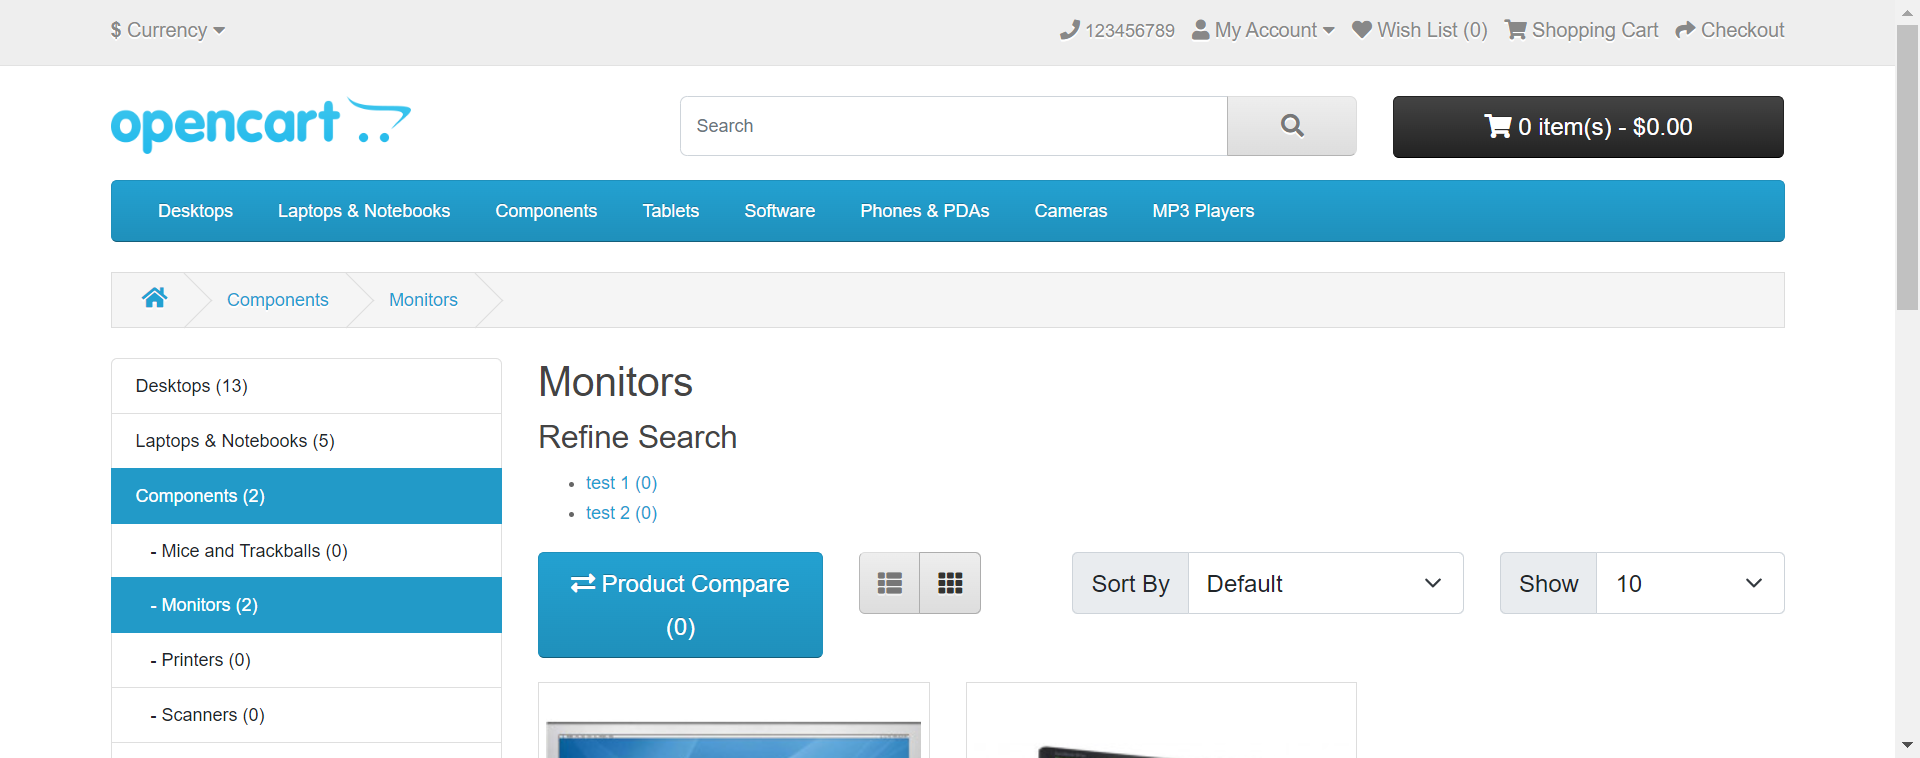 $ Currency
123456789 My Account Wish List (0) Shopping Cart Checkout
opencart
Search
0 item(s) - $0.00
Desktops Laptops & Notebooks Components Tablets Software Phones & PDAs Cameras MP3 Players
Components Monitors
Desktops (13)
Laptops & Notebooks (5)
Components (2)
- Mice and Trackballs (0)
- Monitors (2)
- Printers (0)
- Scanners (0)
Monitors
Refine Search
test 1 (0)
test 2 (0)
Product Compare
(0)
Sort By Default
Show 10